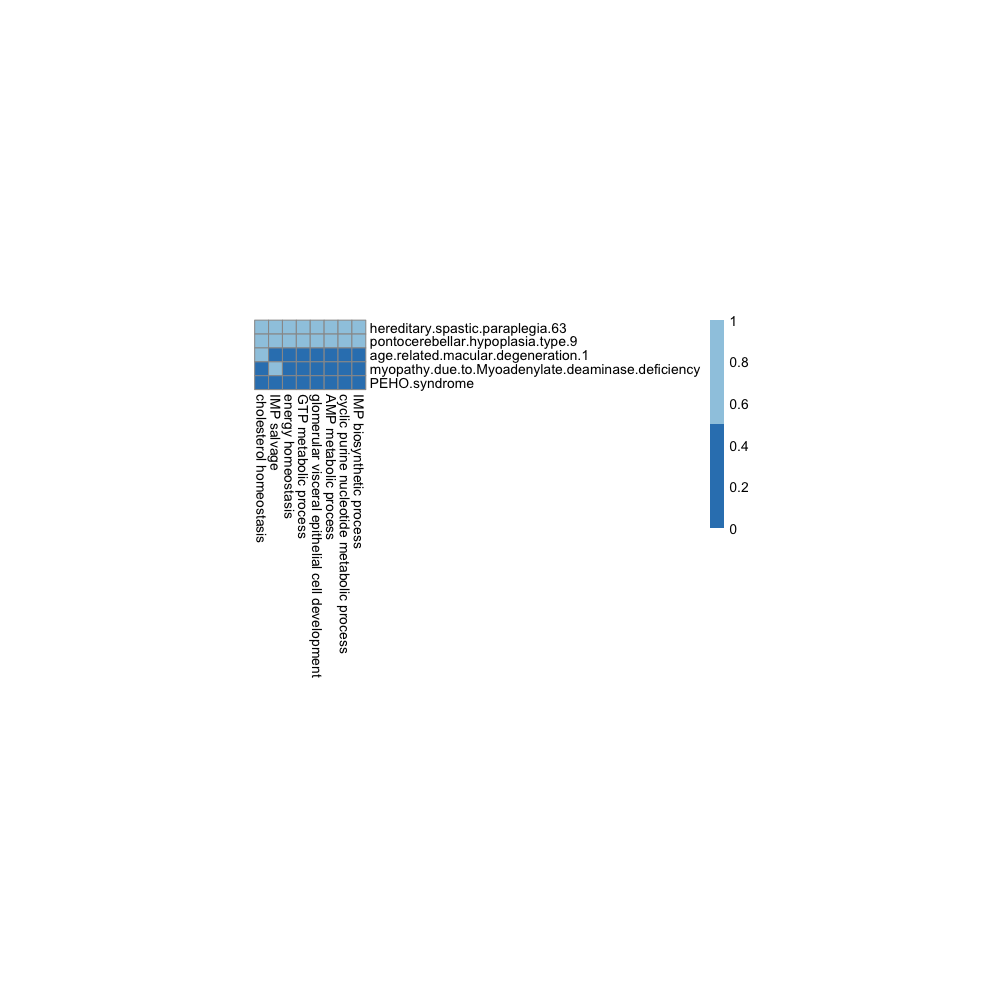 hereditary.spastic.paraplegia.63
pontocerebellar.hypoplasia.type.9
age.related.macular.degeneration.1
myopathy.due.to.Myoadenylate.deaminase.deficiency
PEHO.syndrome
cholesterol homeostasis
IMP salvage
energy homeostasis
GTP metabolic process
glomerular visceral epithelial cell development
AMP metabolic process
cyclic purine nucleotide metabolic process
IMP biosynthetic process
1
0.8
0.6
0.4
0.2
0